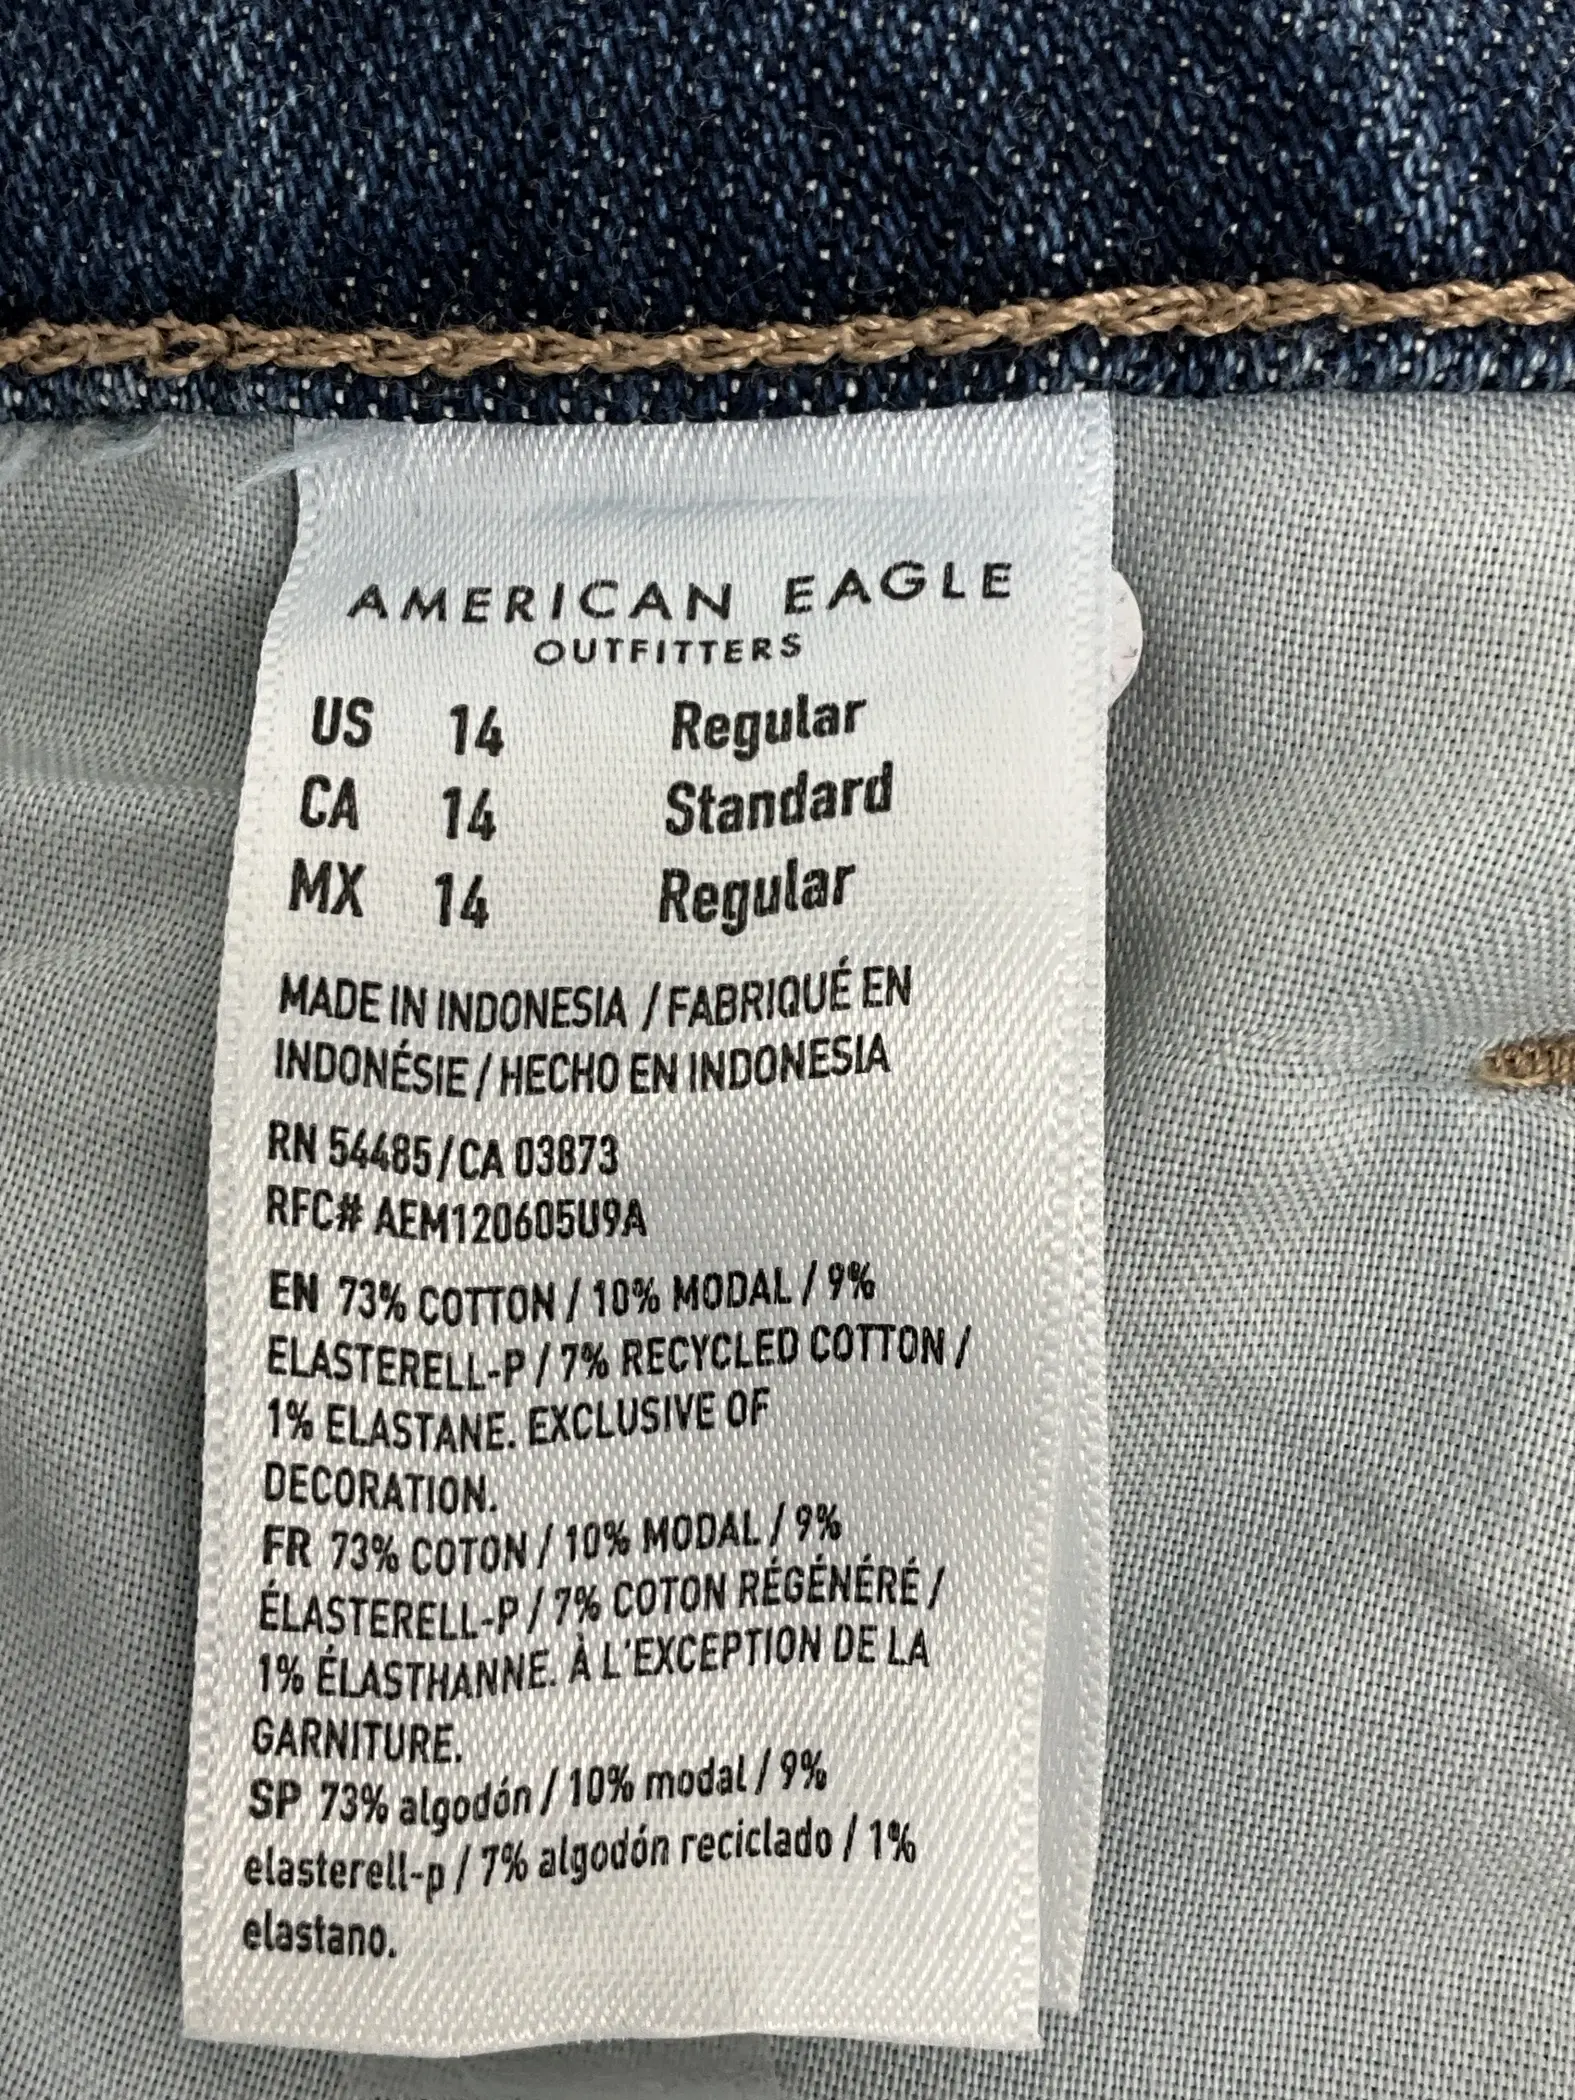 AMERICAN EAGLE
OUTFITTERS
US 14 Regular
CA 14 Standard
MX 14 Regular
MADE IN INDONESIA / FABRIQUÉ EN
INDONÉSIE / HECHO EN INDONESIA
RN 54485/CA 03873
RFC# AEM120605U9A
EN 73% COTTON / 10% MODAL / 9%
ELASTERELL-P / 7% RECYCLED COTTON /
1% ELASTANE. EXCLUSIVE OF
DECORATION.
FR 73% COTON / 10% MODAL / 9%
ÉLASTERELL-P / 7% COTON RÉGÉNÉRÉ /
1% ÉLASTHANNE. À L'EXCEPTION DE LA
GARNITURE.
SP 73% algodón / 10% modal / 9%
elasterell-p / 7% algodón reciclado / 1%
elastano.